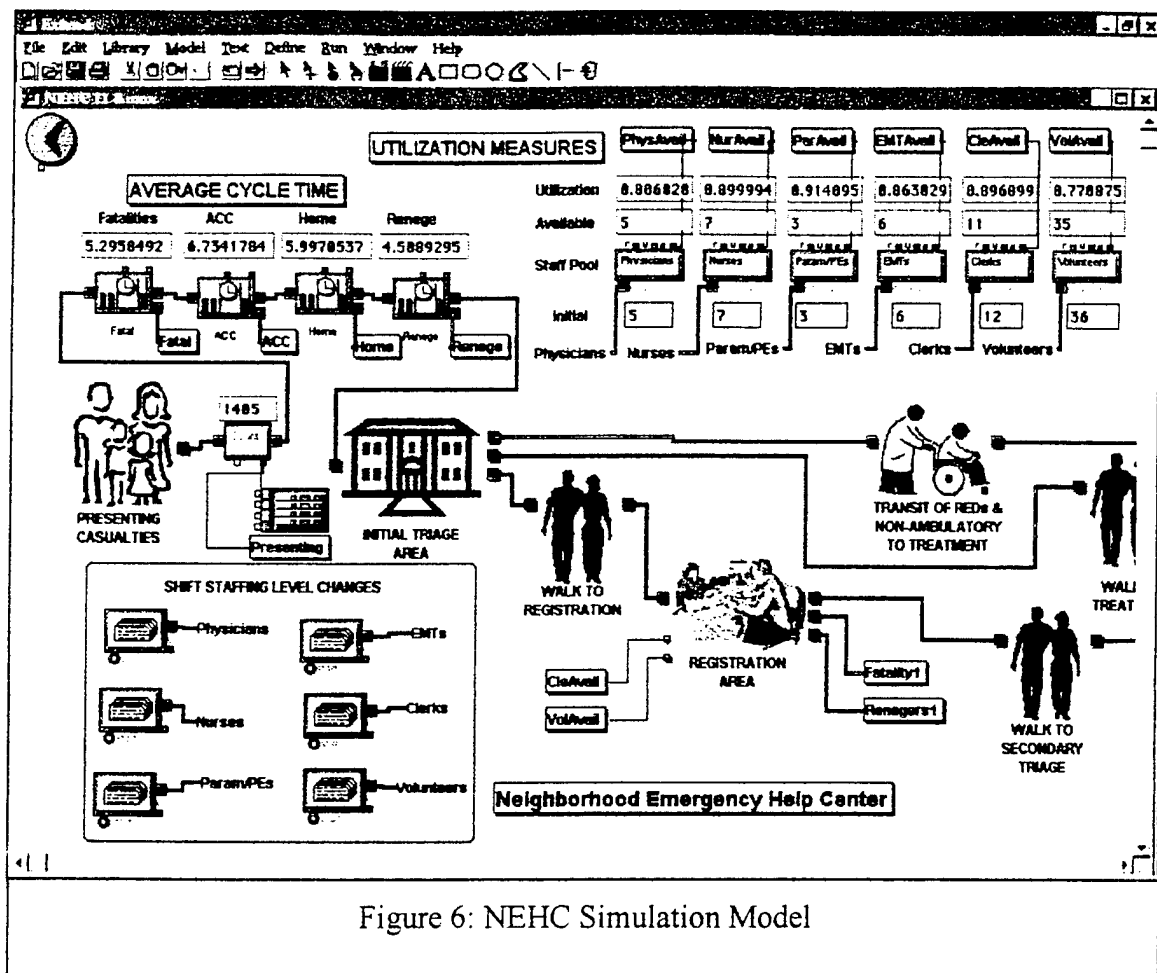 Extend
File Edit Library Model Text Define Run Window Help
UTILIZATION MEASURES
PhysAvail NurAvail ParAvail EMTAvail CleAvail VolAvail
Utilization 0.806828 0.899994 0.914095 0.863829 0.896899 0.778875
Available 5 7 3 6 11 35
Staff Pool Physicians Nurses Param/PEs EMTs Clerks Volunteers
Initial 5 7 3 6 12 36
Physicians Nurses Param/PEs EMTs Clerks Volunteers
AVERAGE CYCLE TIME
Fatalities ACC Home Renege
5.2958492 6.7341784 5.9970537 4.5889295
Fatal ACC Home Renege
Fatal ACC Home Renege
1485
PRESENTING
CASUALTIES
Presenting
INITIAL TRIAGE
AREA
TRANSIT OF REDs &
NON-AMBULATORY
TO TREATMENT
WALK TO
REGISTRATION
WALK
TREAT
REGISTRATION
AREA
CleAvail
VolAvail
Fatality1
Renegers1
WALK TO
SECONDARY
TRIAGE
SHIFT STAFFING LEVEL CHANGES
Physicians EMTs
Nurses Clerks
Param/PEs Volunteers
Neighborhood Emergency Help Center
Figure 6: NEHC Simulation Model